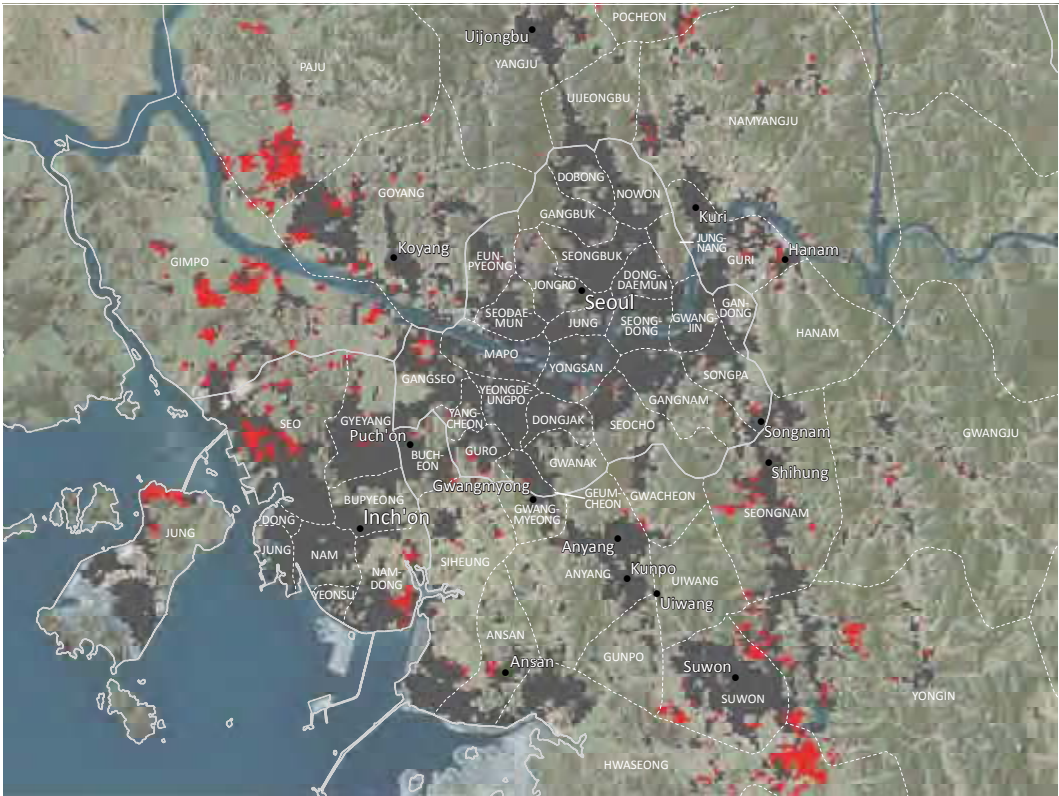 POCHEON
Uijongbu
YANGJU
PAJU
UIJEONGBU
NAMYANGJU
DOBONG
GOYANG
NOWON
GANGBUK
Kuri
JUNG-
NANG
Koyang
EUN-
PYEONG
SEONGBUK
GURI
Hanam
GIMPO
DONG-
DAEMUN
JONGRO
Seoul
SEODAE-
MUN
JUNG
SEONG-
DONG
GWANG-
JIN
GAN-
DONG
HANAM
MAPO
YONGSAN
SONGPA
GANGSEO
YEONGDE-
UNGPO
GANGNAM
SEO
GYEYANG
YANG-
CHEON
DONGJAK
SEOCHO
Songnam
GWANGJU
Puch'on
BUCH-
EON
GURO
GWANAK
Shihung
Gwangmyong
BUPYEONG
GEUM-
CHEON
GWACHEON
SEONGNAM
Inch'on
GWANG-
MYEONG
DONG
JUNG
JUNG
NAM
SIHEUNG
Anyang
NAM-
DONG
ANYANG
Kunpo
UIWANG
YEONSU
Uiwang
ANSAN
Ansan
GUNPO
Suwon
SUWON
YONGIN
HWASEONG